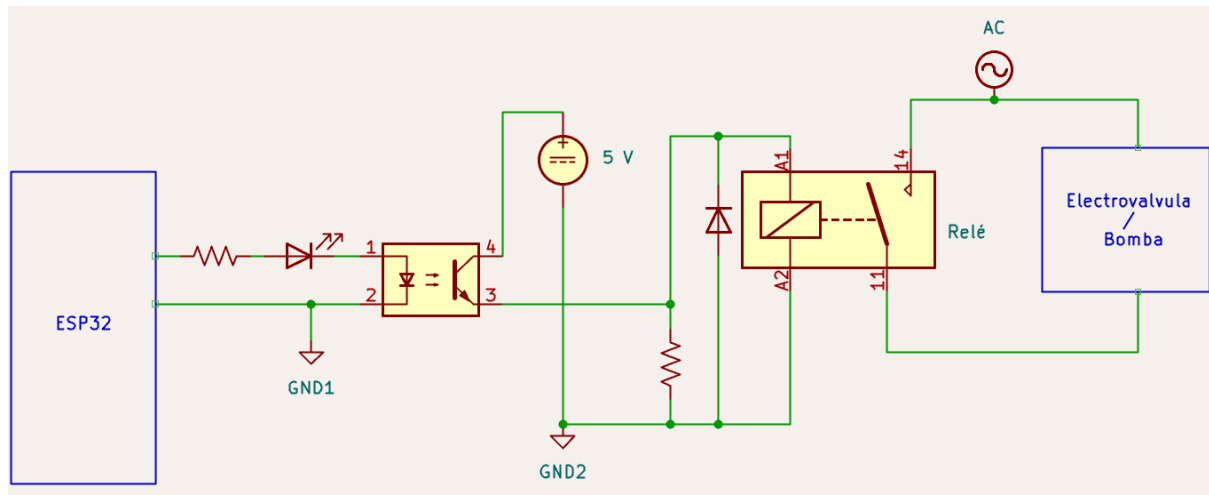 AC
5 V
A1
14
Electrovalvula
/
Bomba
Relé
1
4
2
3
A2
11
ESP32
GND1
GND2